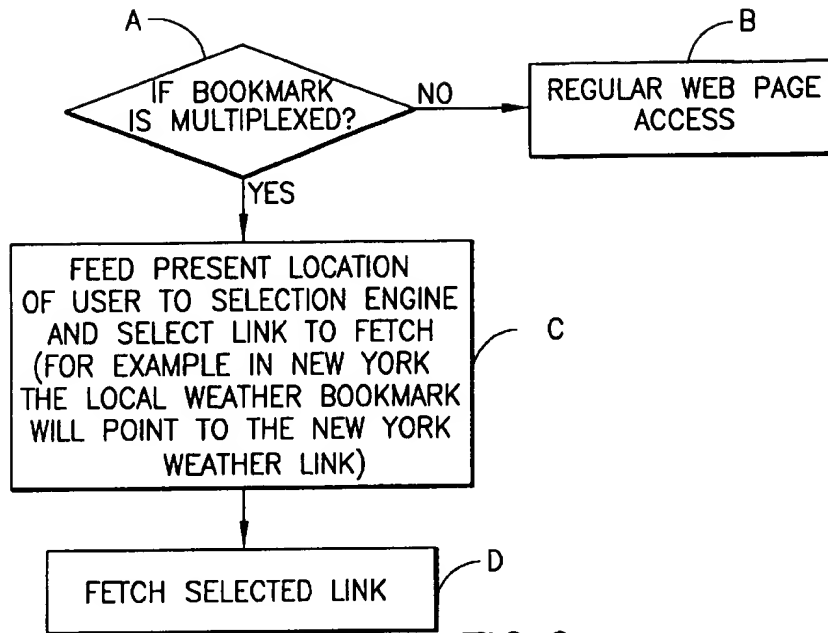 A
B
IF BOOKMARK
IS MULTIPLEXED?
NO
REGULAR WEB PAGE
ACCESS
YES
FEED PRESENT LOCATION
OF USER TO SELECTION ENGINE
AND SELECT LINK TO FETCH
(FOR EXAMPLE IN NEW YORK
THE LOCAL WEATHER BOOKMARK
WILL POINT TO THE NEW YORK
WEATHER LINK)
C
FETCH SELECTED LINK
D